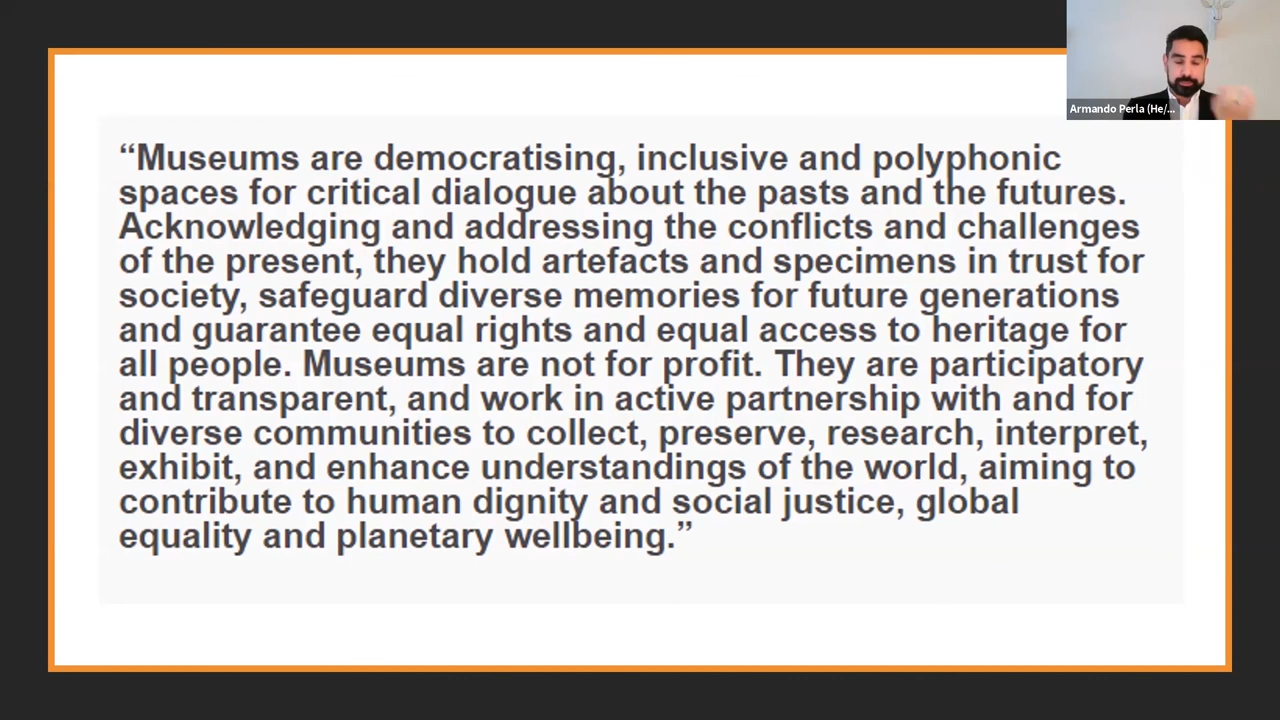 Armando Perla (He/...
“Museums are democratising, inclusive and polyphonic
spaces for critical dialogue about the pasts and the futures.
Acknowledging and addressing the conflicts and challenges
of the present, they hold artefacts and specimens in trust for
society, safeguard diverse memories for future generations
and guarantee equal rights and equal access to heritage for
all people. Museums are not for profit. They are participatory
and transparent, and work in active partnership with and for
diverse communities to collect, preserve, research, interpret,
exhibit, and enhance understandings of the world, aiming to
contribute to human dignity and social justice, global
equality and planetary wellbeing.”